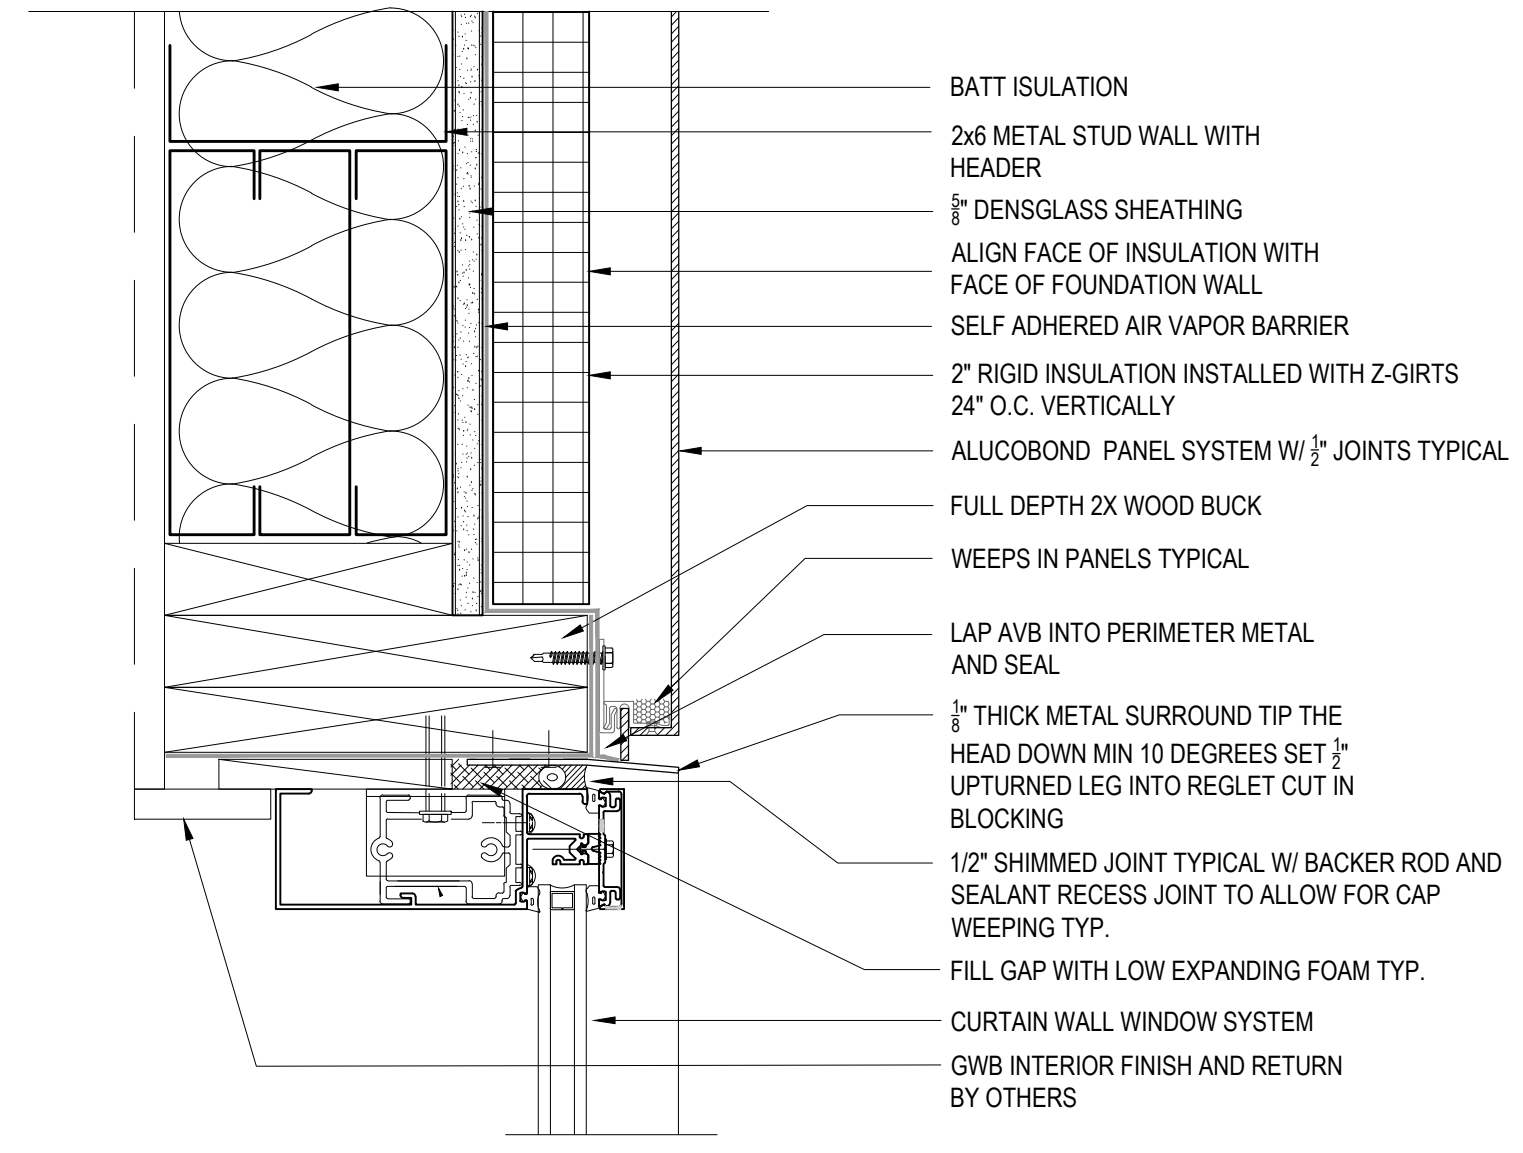 BATT ISULATION
2x6 METAL STUD WALL WITH
HEADER
5/8" DENSGLASS SHEATHING
ALIGN FACE OF INSULATION WITH
FACE OF FOUNDATION WALL
SELF ADHERED AIR VAPOR BARRIER
2" RIGID INSULATION INSTALLED WITH Z-GIRTS
24" O.C. VERTICALLY
ALUCOBOND PANEL SYSTEM W/ 1/2" JOINTS TYPICAL
FULL DEPTH 2X WOOD BUCK
WEEPS IN PANELS TYPICAL
LAP AVB INTO PERIMETER METAL
AND SEAL
1/8" THICK METAL SURROUND TIP THE
HEAD DOWN MIN 10 DEGREES SET 1/2"
UPTURNED LEG INTO REGLET CUT IN
BLOCKING
1/2" SHIMMED JOINT TYPICAL W/ BACKER ROD AND
SEALANT RECESS JOINT TO ALLOW FOR CAP
WEEPING TYP.
FILL GAP WITH LOW EXPANDING FOAM TYP.
CURTAIN WALL WINDOW SYSTEM
GWB INTERIOR FINISH AND RETURN
BY OTHERS